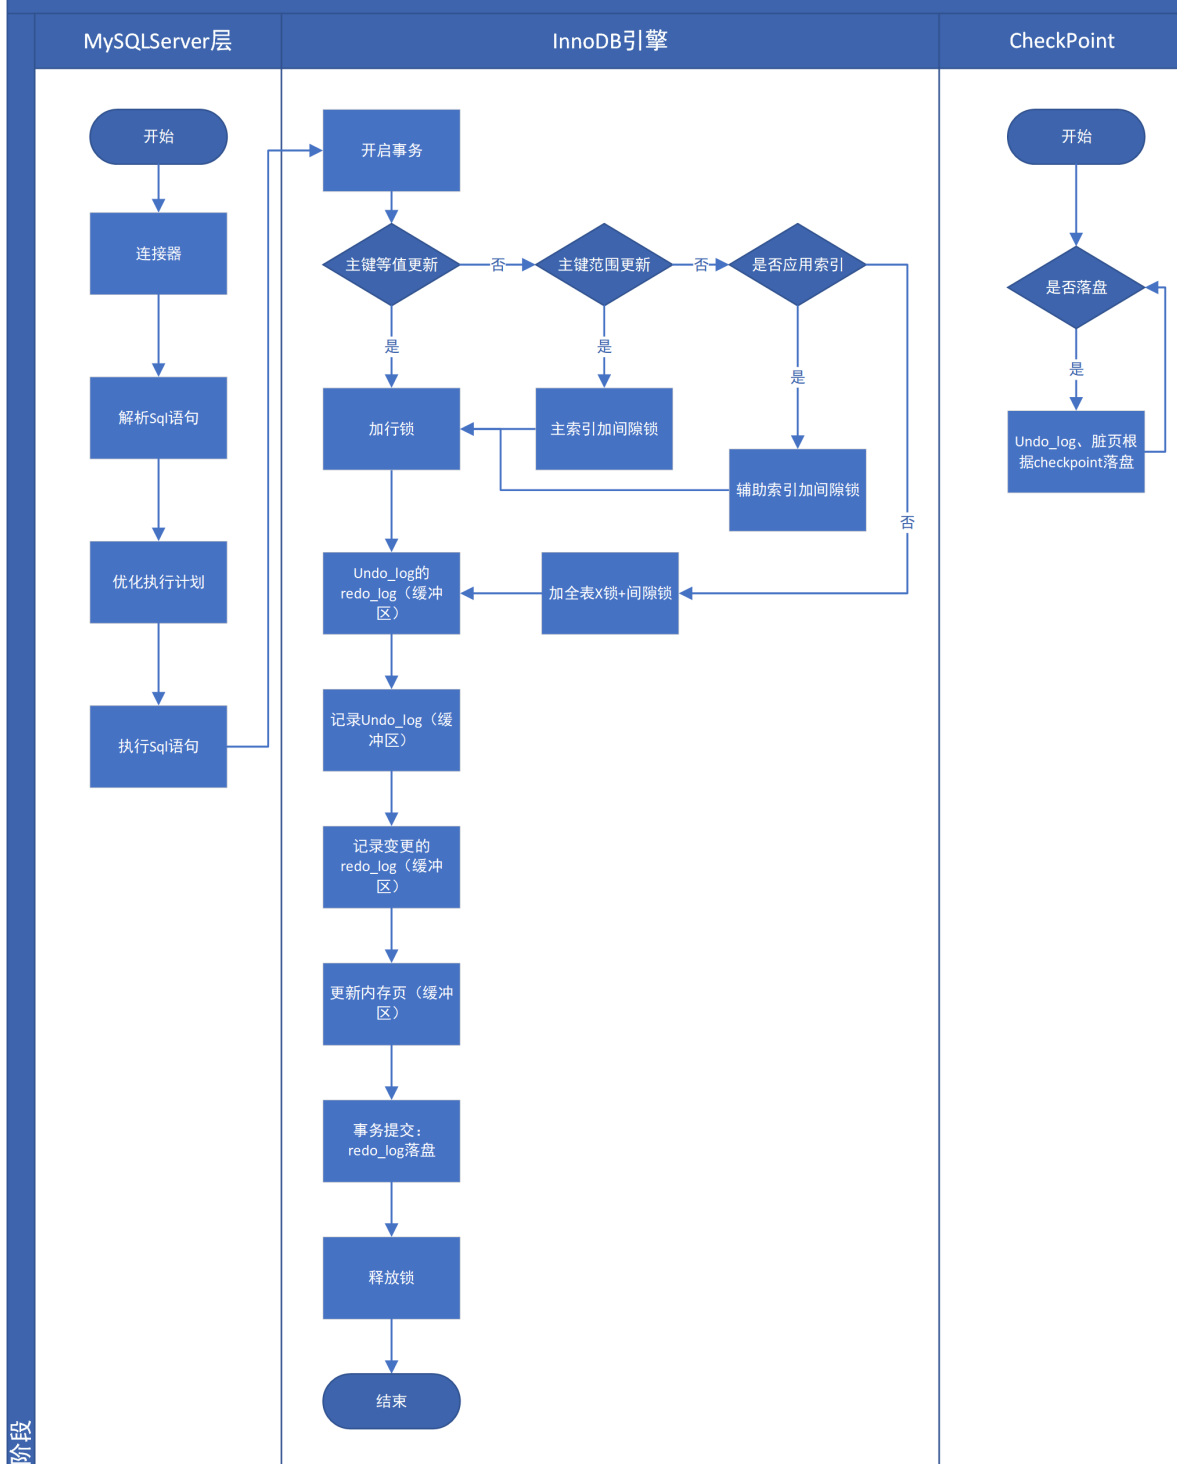 MySQLServer层
InnoDB引擎
CheckPoint
开始
连接器
解析Sql语句
优化执行计划
执行Sql语句
开启事务
主键等值更新
否
主键范围更新
否
是否应用索引
是
是
是
否
加行锁
主索引加间隙锁
辅助索引加间隙锁
Undo_log的
redo_log（缓冲
区）
加全表X锁+间隙锁
记录Undo_log（缓
冲区）
记录变更的
redo_log（缓冲
区）
更新内存页（缓冲
区）
事务提交：
redo_log落盘
释放锁
结束
开始
是否落盘
是
Undo_log、脏页根
据checkpoint落盘
阶段